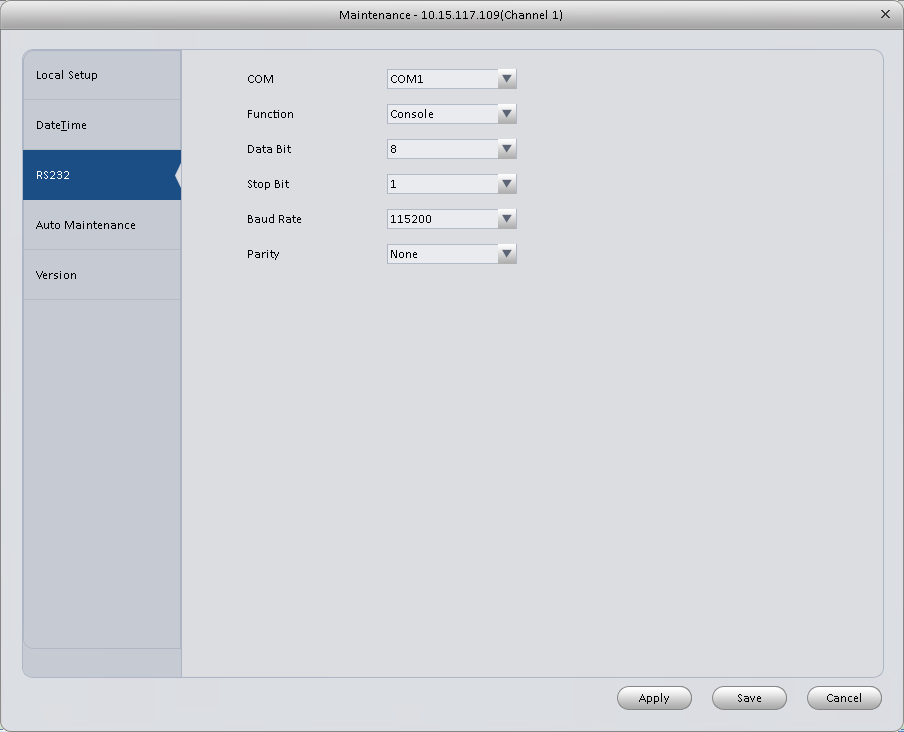 Maintenance - 10.15.117.109(Channel 1)
Local Setup
DateTime
RS232
Auto Maintenance
Version
COM COM1
Function Console
Data Bit 8
Stop Bit 1
Baud Rate 115200
Parity None
Apply Save Cancel